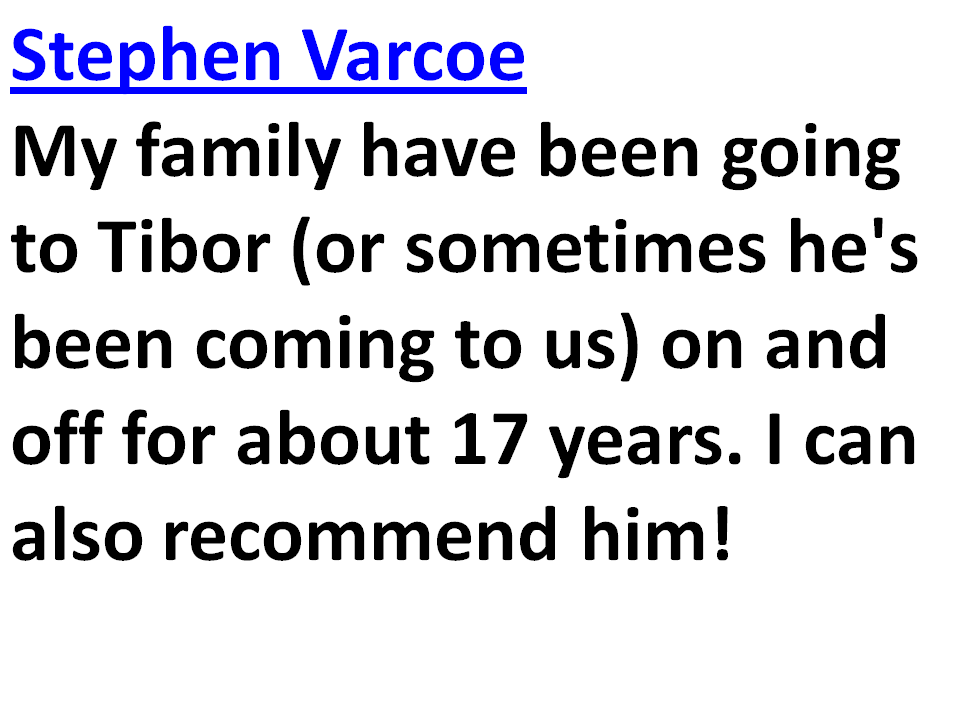 Stephen Varcoe
My family have been going
to Tibor (or sometimes he's
been coming to us) on and
off for about 17 years. I can
also recommend him!